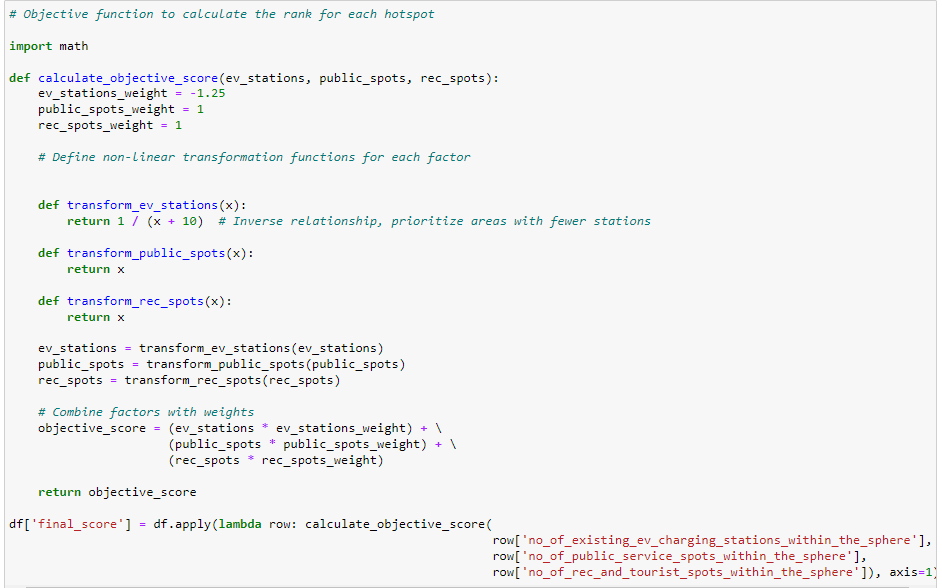 # Objective function to calculate the rank for each hotspot
import math
def calculate_objective_score(ev_stations, public_spots, rec_spots):
    ev_stations_weight = -1.25
    public_spots_weight = 1
    rec_spots_weight = 1
    # Define non-linear transformation functions for each factor
    def transform_ev_stations(x):
        return 1 / (x + 10)  # Inverse relationship, prioritize areas with fewer stations
    def transform_public_spots(x):
        return x
    def transform_rec_spots(x):
        return x
    ev_stations = transform_ev_stations(ev_stations)
    public_spots = transform_public_spots(public_spots)
    rec_spots = transform_rec_spots(rec_spots)
    # Combine factors with weights
    objective_score = (ev_stations * ev_stations_weight) + \
                      (public_spots * public_spots_weight) + \
                      (rec_spots * rec_spots_weight)
    return objective_score
df['final_score'] = df.apply(lambda row: calculate_objective_score(
                                                                   row['no_of_existing_ev_charging_stations_within_the_sphere'],
                                                                   row['no_of_public_service_spots_within_the_sphere'],
                                                                   row['no_of_rec_and_tourist_spots_within_the_sphere']), axis=1)